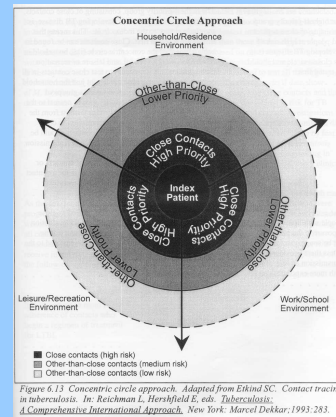 Concentric Circle Approach
Household/Residence
Environment
Other-than-Close
Lower Priority
Close Contacts
High Priority
Index
Patient
Close Contacts
High Priority
Close Contacts
High Priority
Other-than-Close
Lower Priority
Other-than-Close
Lower Priority
Leisure/Recreation
Environment
Work/School
Environment
Close contacts (high risk)
Other-than-close contacts (medium risk)
Other-than-close contacts (low risk)
Figure 6.13 Concentric circle approach. Adapted from Etkind SC. Contact tracing
in tuberculosis. In: Reichman L, Hershfield E, eds. Tuberculosis:
A Comprehensive International Approach. New York: Marcel Dekkar;1993:283.